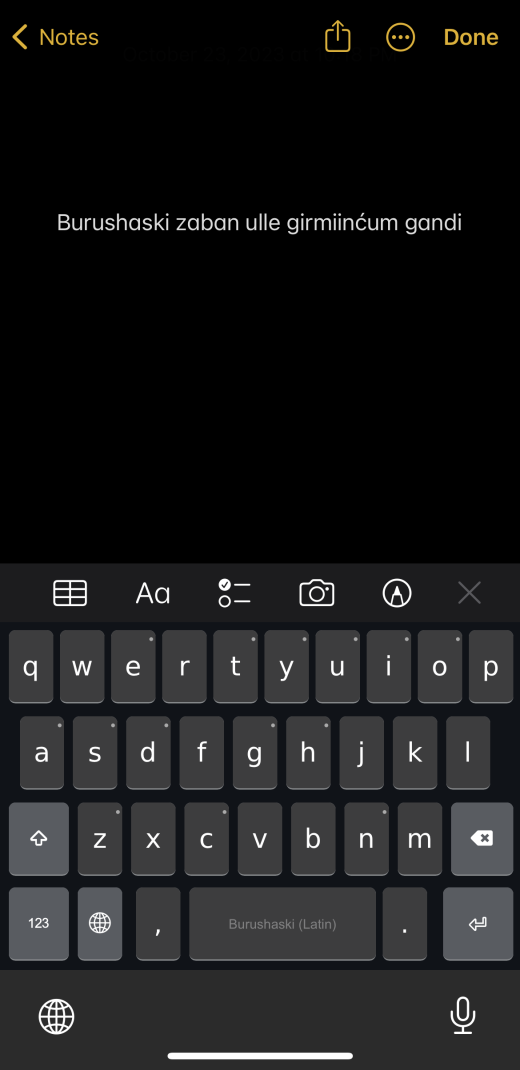 Notes
Done
Burushaski zaban ulle girmiinćum gandi
Aa
q w e r t y u i o p
a s d f g h j k l
z x c v b n m
123 , Burushaski (Latin) .